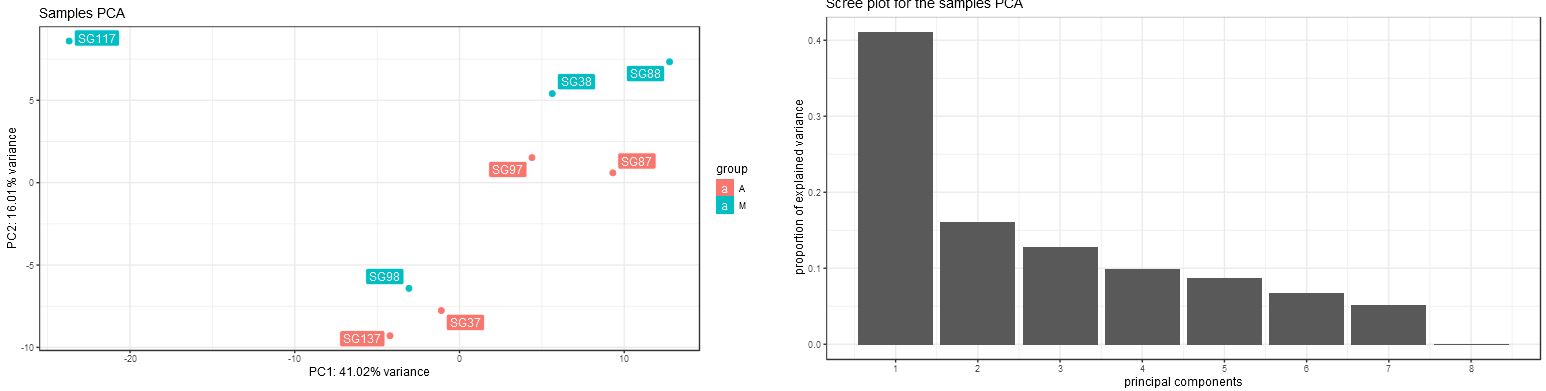 Samples PCA
SG117
SG88
SG38
SG97
SG87
SG98
SG37
SG137
5
0
-5
-10
-20
-10
0
10
PC1: 41.02% variance
PC2: 16.01% variance
group
a A
a M
Scree plot for the samples PCA
0.4
0.3
0.2
0.1
0.0
1 2 3 4 5 6 7 8
principal components
proportion of explained variance